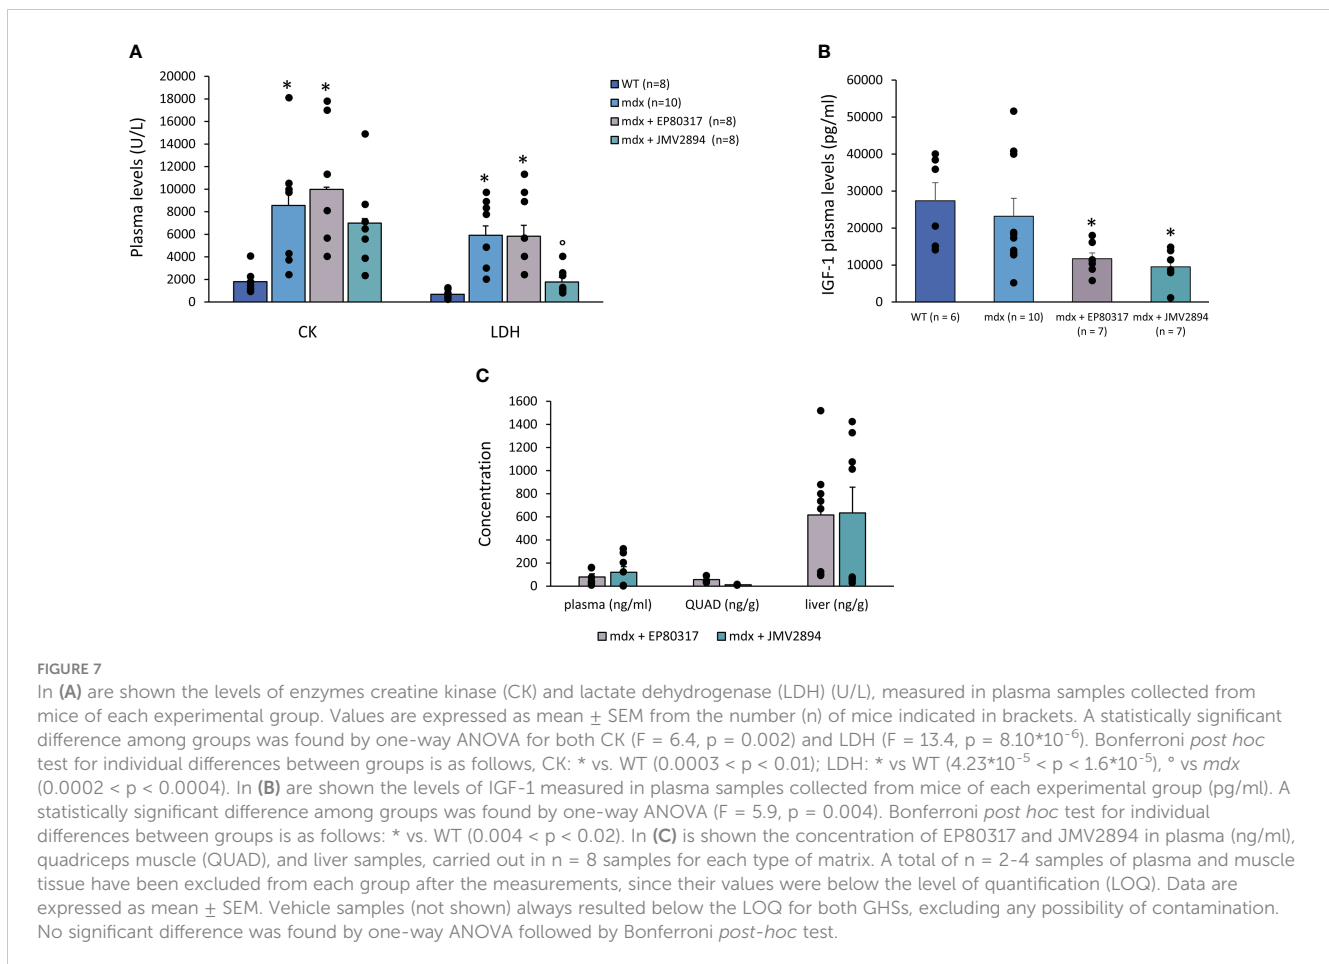 A
20000
18000
16000
14000
12000
10000
8000
6000
4000
2000
0
Plasma levels (U/L)
* *
* *
°
CK LDH
WT (n=8)
mdx (n=10)
mdx + EP80317 (n=8)
mdx + JMV2894 (n=8)
B
60000
50000
40000
30000
20000
10000
0
IGF-1 plasma levels (pg/ml)
* *
WT (n = 6) mdx (n = 10) mdx + EP80317 mdx + JMV2894
(n = 7) (n = 7)
C
1600
1400
1200
1000
800
600
400
200
0
Concentration
plasma (ng/ml) QUAD (ng/g) liver (ng/g)
mdx + EP80317 mdx + JMV2894
FIGURE 7
In (A) are shown the levels of enzymes creatine kinase (CK) and lactate dehydrogenase (LDH) (U/L), measured in plasma samples collected from
mice of each experimental group. Values are expressed as mean ± SEM from the number (n) of mice indicated in brackets. A statistically significant
difference among groups was found by one-way ANOVA for both CK (F = 6.4, p = 0.002) and LDH (F = 13.4, p = 8.10*10⁻⁶). Bonferroni post hoc
test for individual differences between groups is as follows, CK: * vs. WT (0.0003 < p < 0.01); LDH: * vs WT (4.23*10⁻⁵ < p < 1.6*10⁻⁵), ° vs mdx
(0.0002 < p < 0.0004). In (B) are shown the levels of IGF-1 measured in plasma samples collected from mice of each experimental group (pg/ml). A
statistically significant difference among groups was found by one-way ANOVA (F = 5.9, p = 0.004). Bonferroni post hoc test for individual
differences between groups is as follows: * vs. WT (0.004 < p < 0.02). In (C) is shown the concentration of EP80317 and JMV2894 in plasma (ng/ml),
quadriceps muscle (QUAD), and liver samples, carried out in n = 8 samples for each type of matrix. A total of n = 2-4 samples of plasma and muscle
tissue have been excluded from each group after the measurements, since their values were below the level of quantification (LOQ). Data are
expressed as mean ± SEM. Vehicle samples (not shown) always resulted below the LOQ for both GHSs, excluding any possibility of contamination.
No significant difference was found by one-way ANOVA followed by Bonferroni post-hoc test.